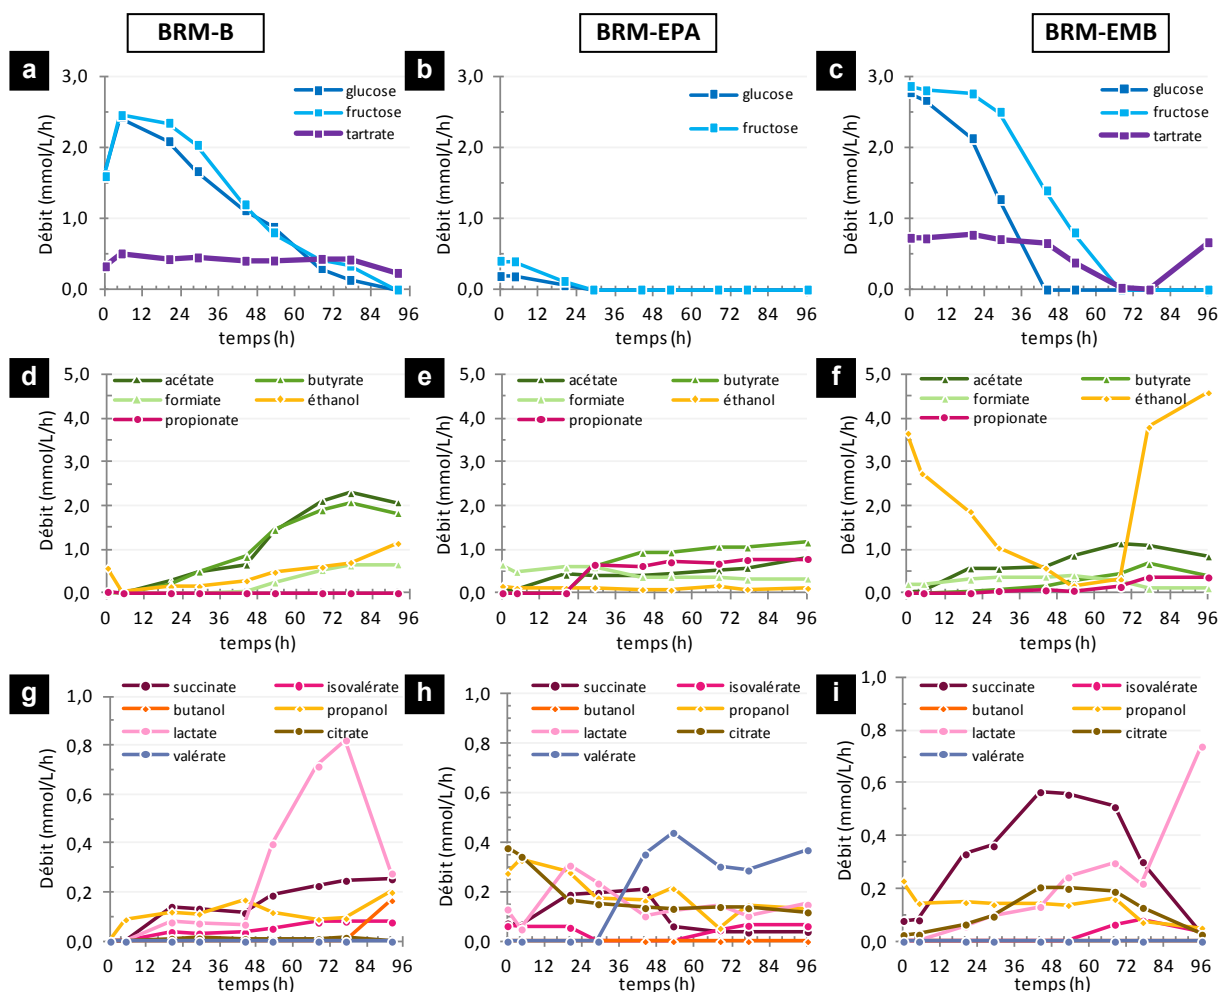 BRM-B
BRM-EPA
BRM-EMB
a
Débit (mmol/L/h)
3,0
2,0
1,0
0,0
glucose
fructose
tartrate
0 12 24 36 48 60 72 84 96
temps (h)
b
Débit (mmol/L/h)
3,0
2,0
1,0
0,0
glucose
fructose
0 12 24 36 48 60 72 84 96
temps (h)
c
Débit (mmol/L/h)
3,0
2,0
1,0
0,0
glucose
fructose
tartrate
0 12 24 36 48 60 72 84 96
temps (h)
d
Débit (mmol/L/h)
5,0
4,0
3,0
2,0
1,0
0,0
acétate butyrate
formiate éthanol
propionate
0 12 24 36 48 60 72 84 96
temps (h)
e
Débit (mmol/L/h)
5,0
4,0
3,0
2,0
1,0
0,0
acétate butyrate
formiate éthanol
propionate
0 12 24 36 48 60 72 84 96
temps (h)
f
Débit (mmol/L/h)
5,0
4,0
3,0
2,0
1,0
0,0
acétate butyrate
formiate éthanol
propionate
0 12 24 36 48 60 72 84 96
temps (h)
g
Débit (mmol/L/h)
1,0
0,8
0,6
0,4
0,2
0,0
succinate isovalérate
butanol propanol
lactate citrate
valérate
0 12 24 36 48 60 72 84 96
temps (h)
h
Débit (mmol/L/h)
1,0
0,8
0,6
0,4
0,2
0,0
succinate isovalérate
butanol propanol
lactate citrate
valérate
0 12 24 36 48 60 72 84 96
temps (h)
i
Débit (mmol/L/h)
1,0
0,8
0,6
0,4
0,2
0,0
succinate isovalérate
butanol propanol
lactate citrate
valérate
0 12 24 36 48 60 72 84 96
temps (h)